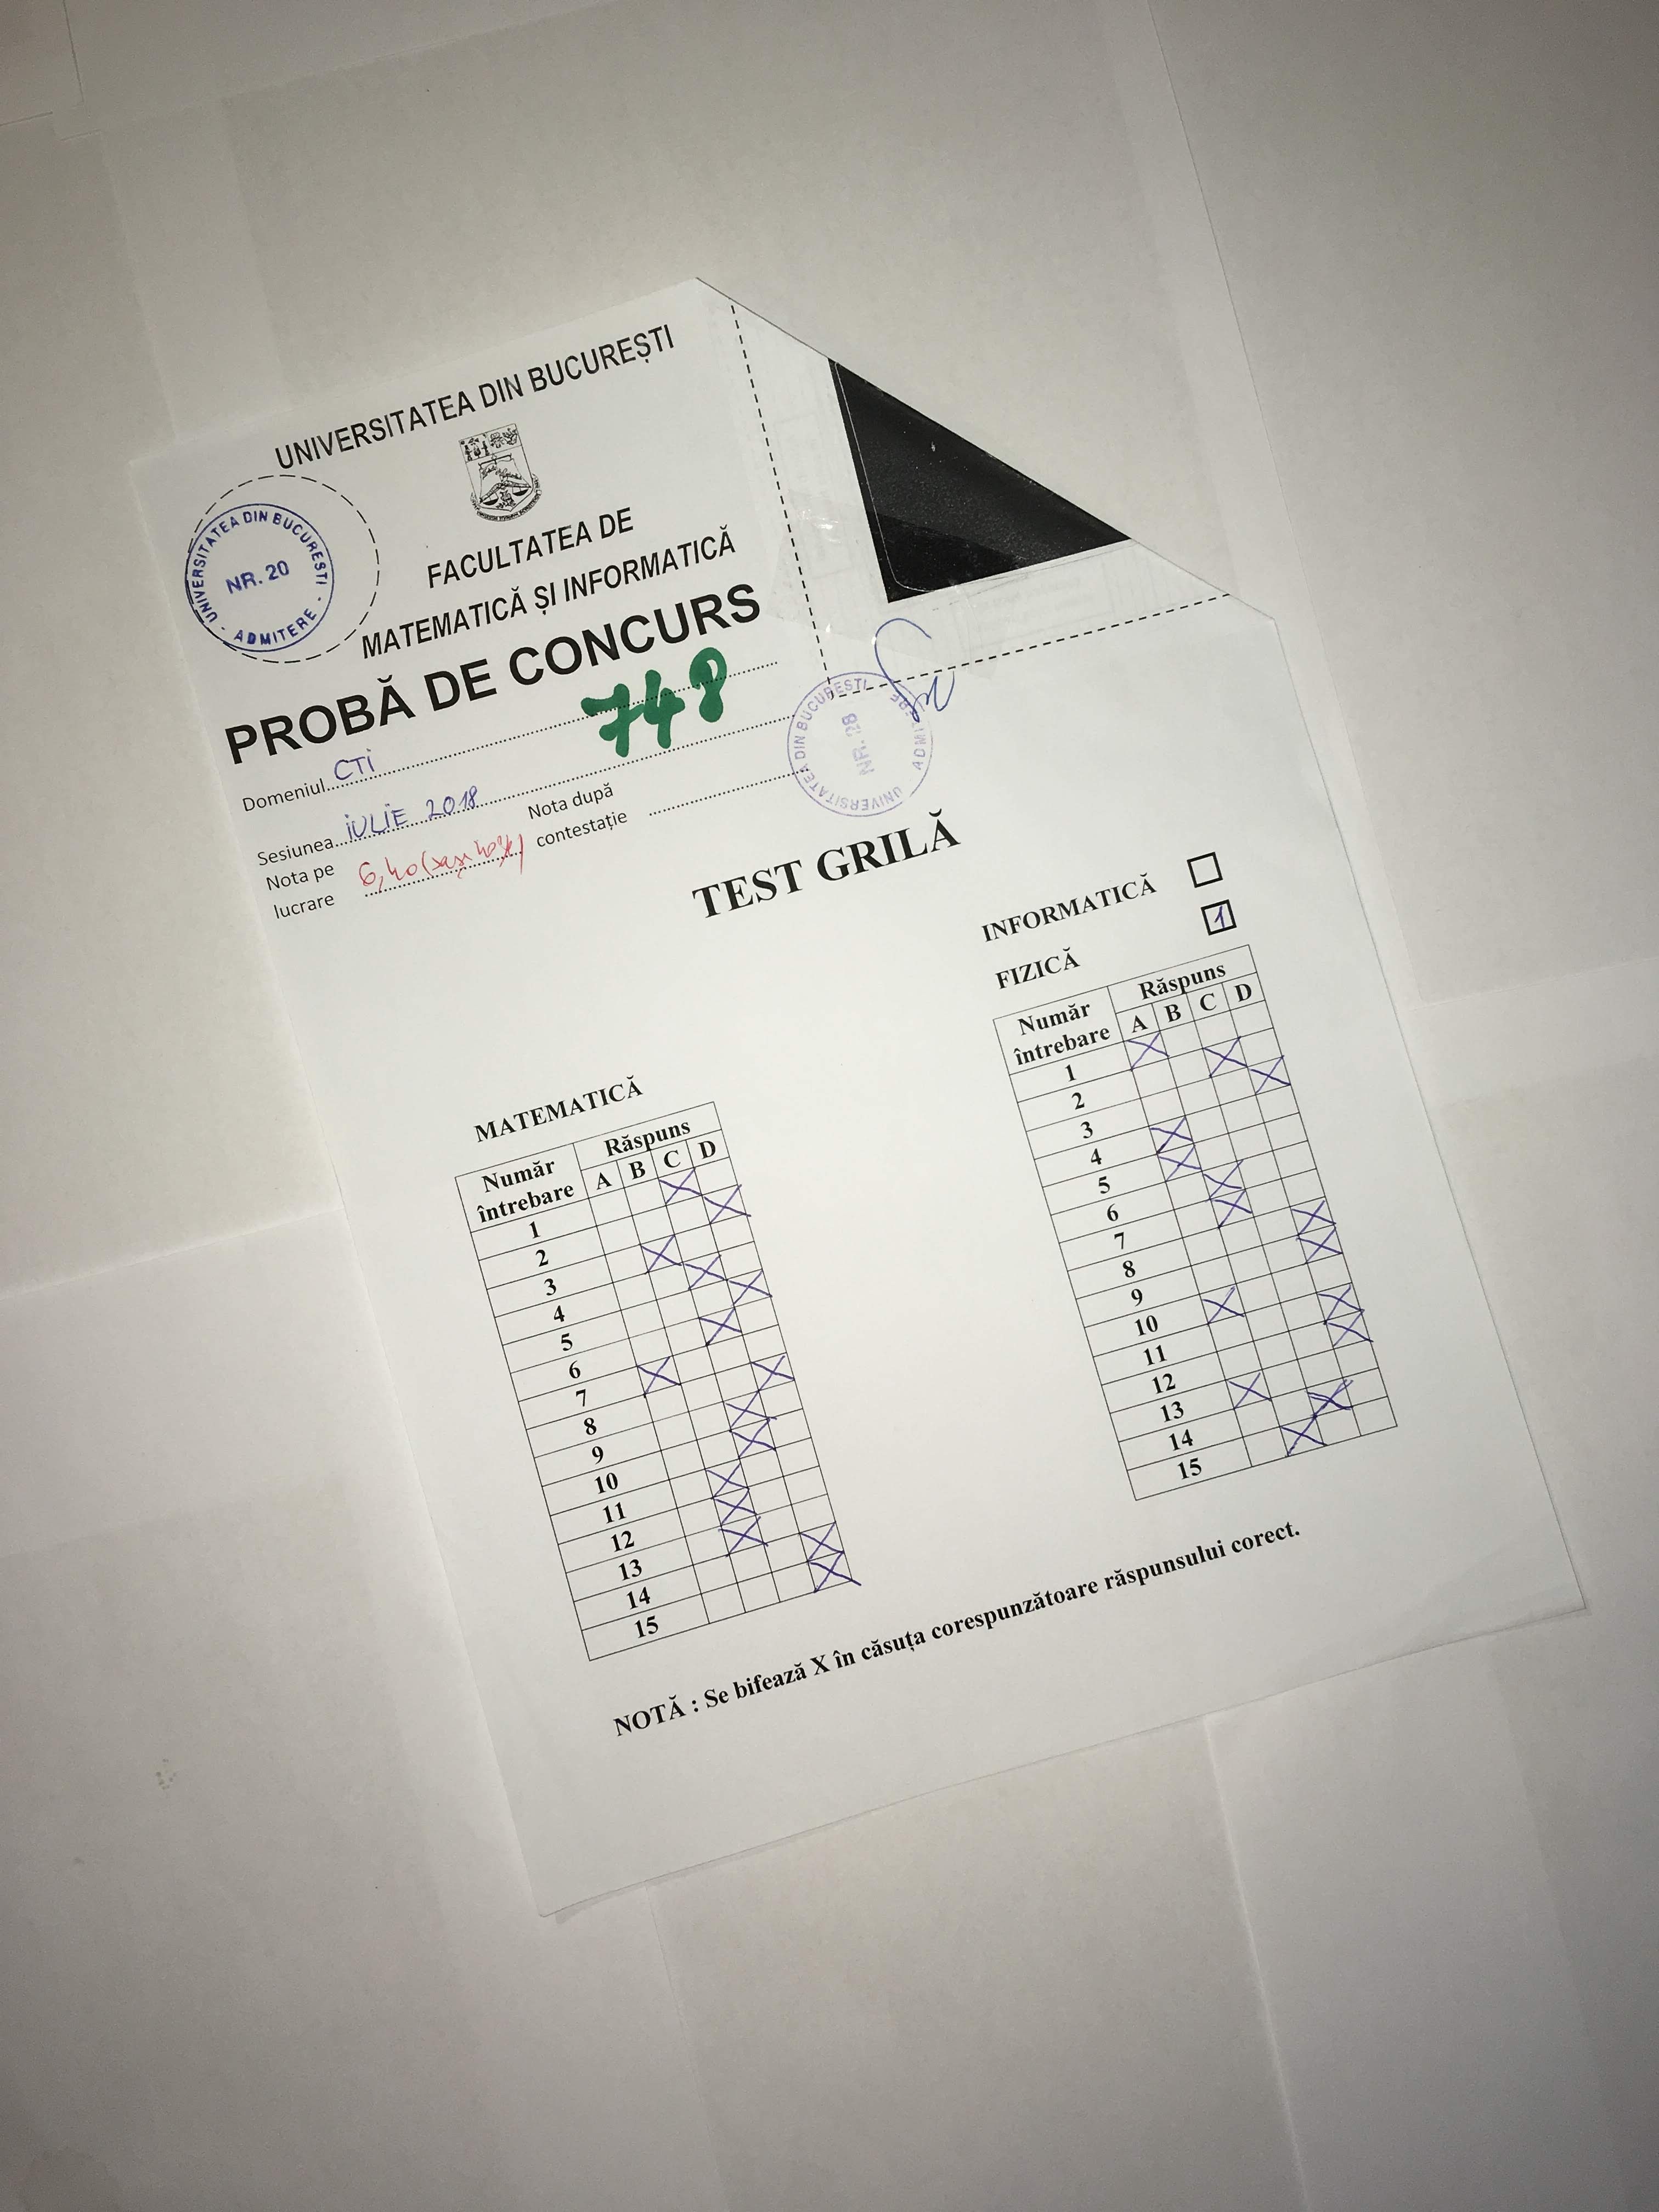 UNIVERSITATEA DIN BUCUREȘTI
UNIVERSITATEA DIN BUCUREȘTI · ADMITERE ·
NR. 20
FACULTATEA DE
MATEMATICĂ ȘI INFORMATICĂ
PROBĂ DE CONCURS
748
Domeniul CTI
Sesiunea IULIE 2018
Nota pe lucrare 6,40
Nota după contestație
UNIVERSITATEA DIN BUCUREȘTI ADMITERE
NR. 28
TEST GRILĂ
INFORMATICĂ
FIZICĂ 1
Număr întrebare Răspuns
A B C D
1
2
3
4
5
6
7
8
9
10
11
12
13
14
15
MATEMATICĂ
Număr întrebare Răspuns
A B C D
1
2
3
4
5
6
7
8
9
10
11
12
13
14
15
NOTĂ : Se bifează X în căsuța corespunzătoare răspunsului corect.